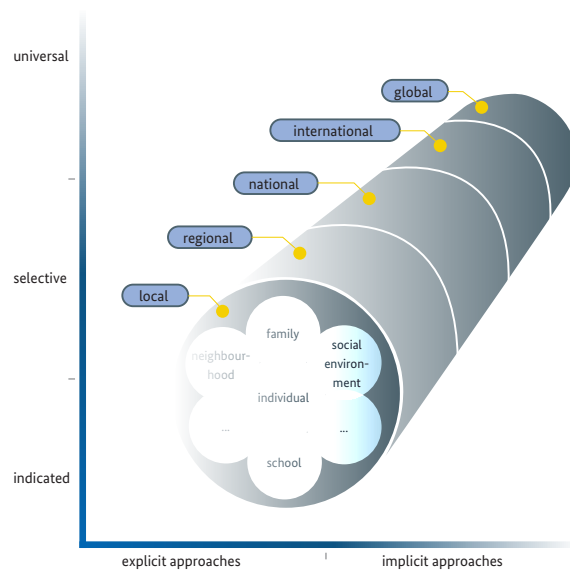 universal
global
international
national
regional
selective
local
family
neighbour-
hood
social
environ-
ment
individual
...
...
school
indicated
explicit approaches
implicit approaches